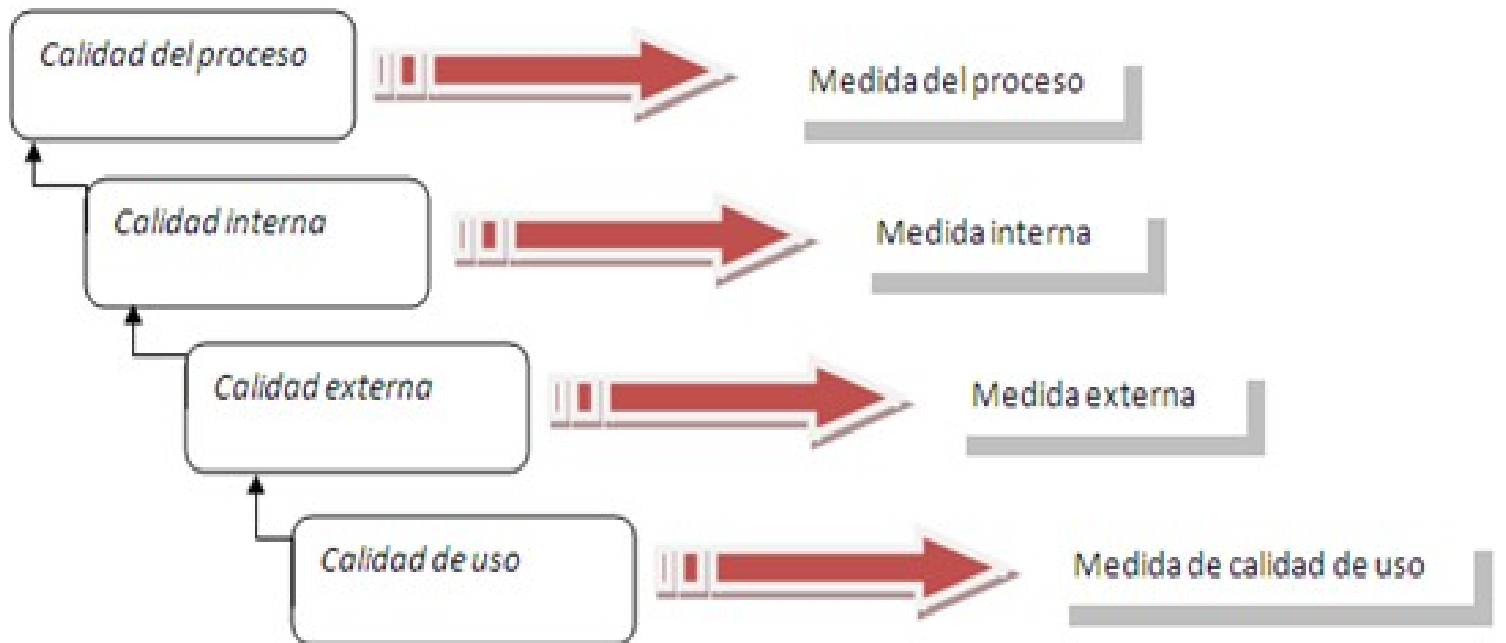 Calidad del proceso
Medida del proceso
Calidad interna
Medida interna
Calidad externa
Medida externa
Calidad de uso
Medida de calidad de uso